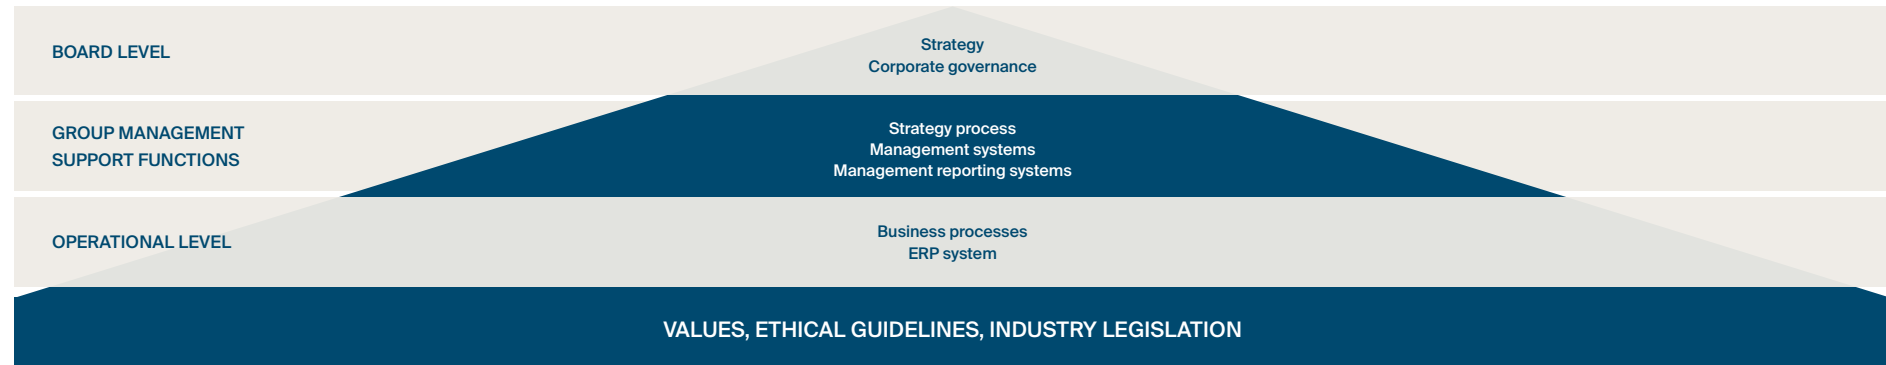 BOARD LEVEL
Strategy
Corporate governance
GROUP MANAGEMENT
SUPPORT FUNCTIONS
Strategy process
Management systems
Management reporting systems
OPERATIONAL LEVEL
Business processes
ERP system
VALUES, ETHICAL GUIDELINES, INDUSTRY LEGISLATION